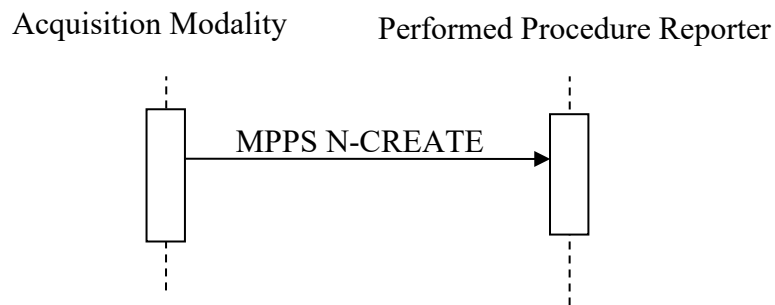 Acquisition Modality
Performed Procedure Reporter
MPPS N-CREATE